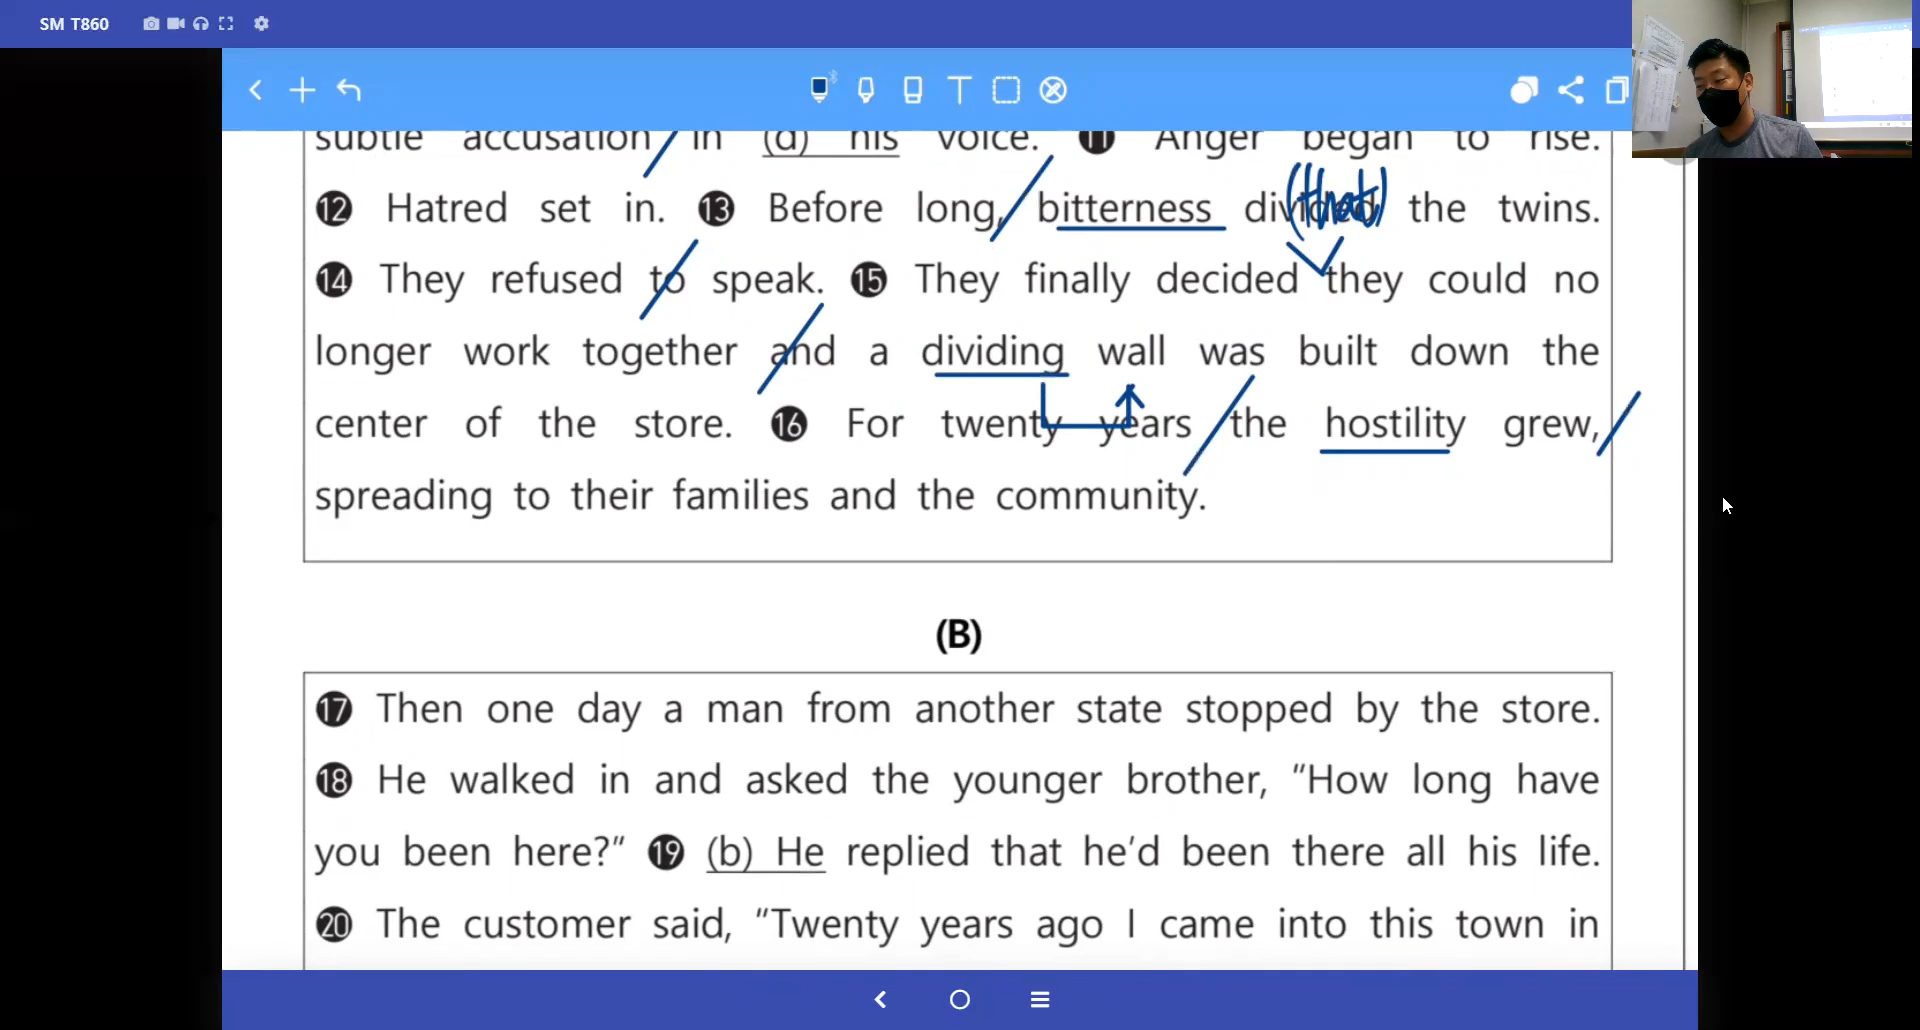 SM T860
subtle accusation in (d) his voice. ⓫ Anger began to rise.
(that)
⓬ Hatred set in. ⓭ Before long, bitterness divided the twins.
⓮ They refused to speak. ⓯ They finally decided they could no
longer work together and a dividing wall was built down the
center of the store. ⓰ For twenty years the hostility grew,
spreading to their families and the community.
(B)
⓱ Then one day a man from another state stopped by the store.
⓲ He walked in and asked the younger brother, "How long have
you been here?" ⓳ (b) He replied that he'd been there all his life.
⓴ The customer said, "Twenty years ago I came into this town in